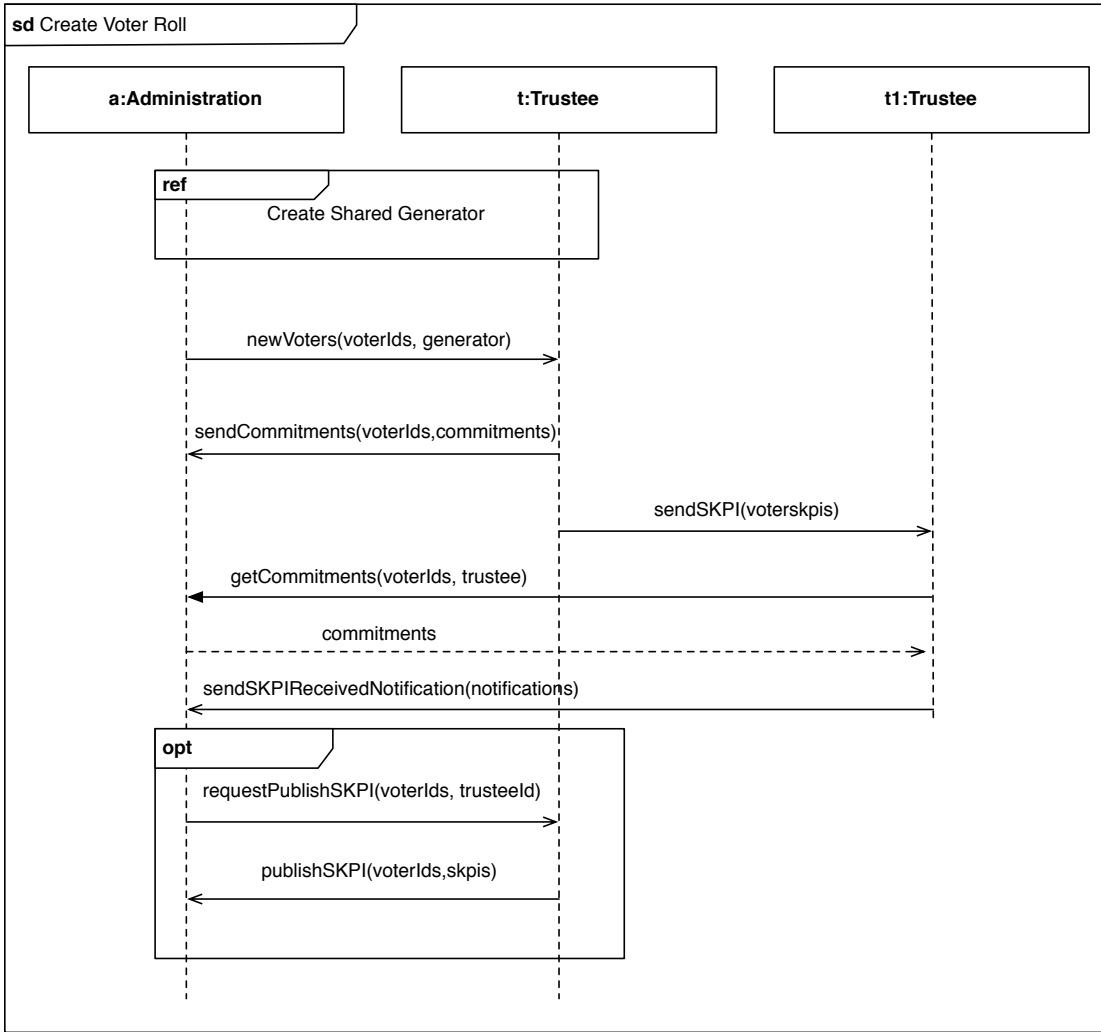 sd Create Voter Roll
a:Administration
t:Trustee
t1:Trustee
ref
Create Shared Generator
newVoters(voterIds, generator)
sendCommitments(voterIds,commitments)
sendSKPI(voterskpis)
getCommitments(voterIds, trustee)
commitments
sendSKPIReceivedNotification(notifications)
opt
requestPublishSKPI(voterIds, trusteeId)
publishSKPI(voterIds,skpis)